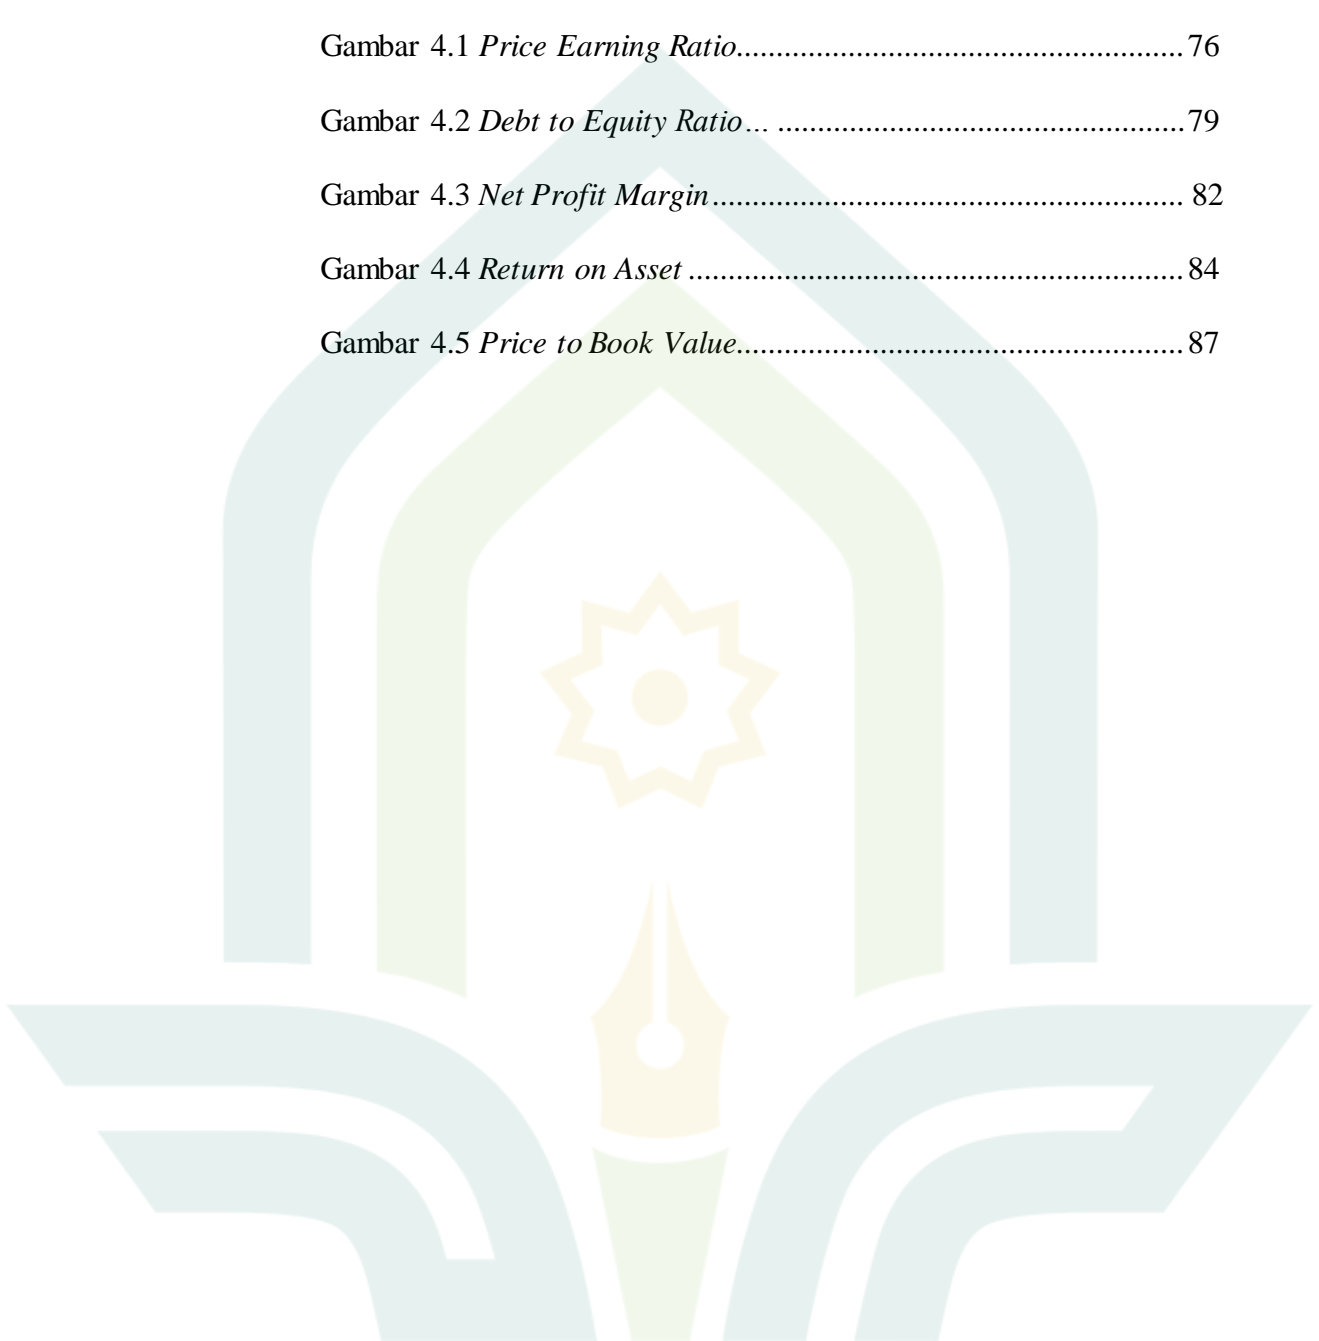 Gambar 4.1 Price Earning Ratio........................................................ 76
Gambar 4.2 Debt to Equity Ratio... ...................................................79
Gambar 4.3 Net Profit Margin........................................................... 82
Gambar 4.4 Return on Asset .............................................................. 84
Gambar 4.5 Price to Book Value........................................................ 87